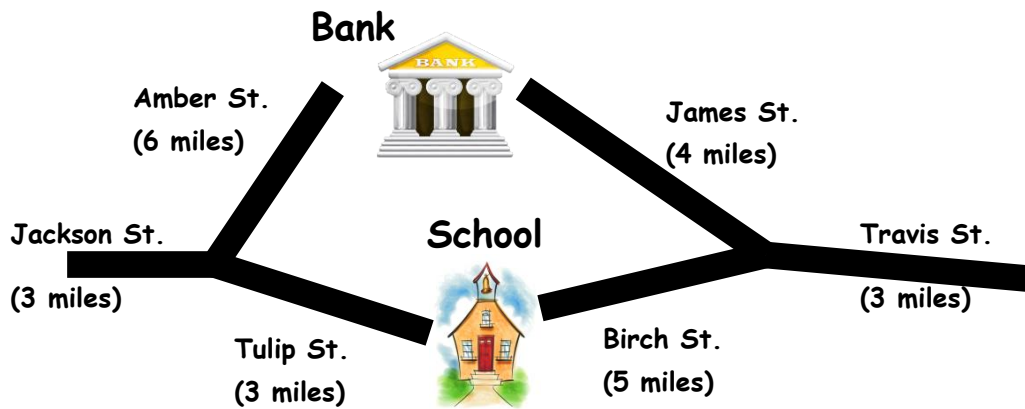 Bank
BANK
Amber St.
(6 miles)
James St.
(4 miles)
Jackson St.
(3 miles)
School
Travis St.
(3 miles)
Tulip St.
(3 miles)
Birch St.
(5 miles)